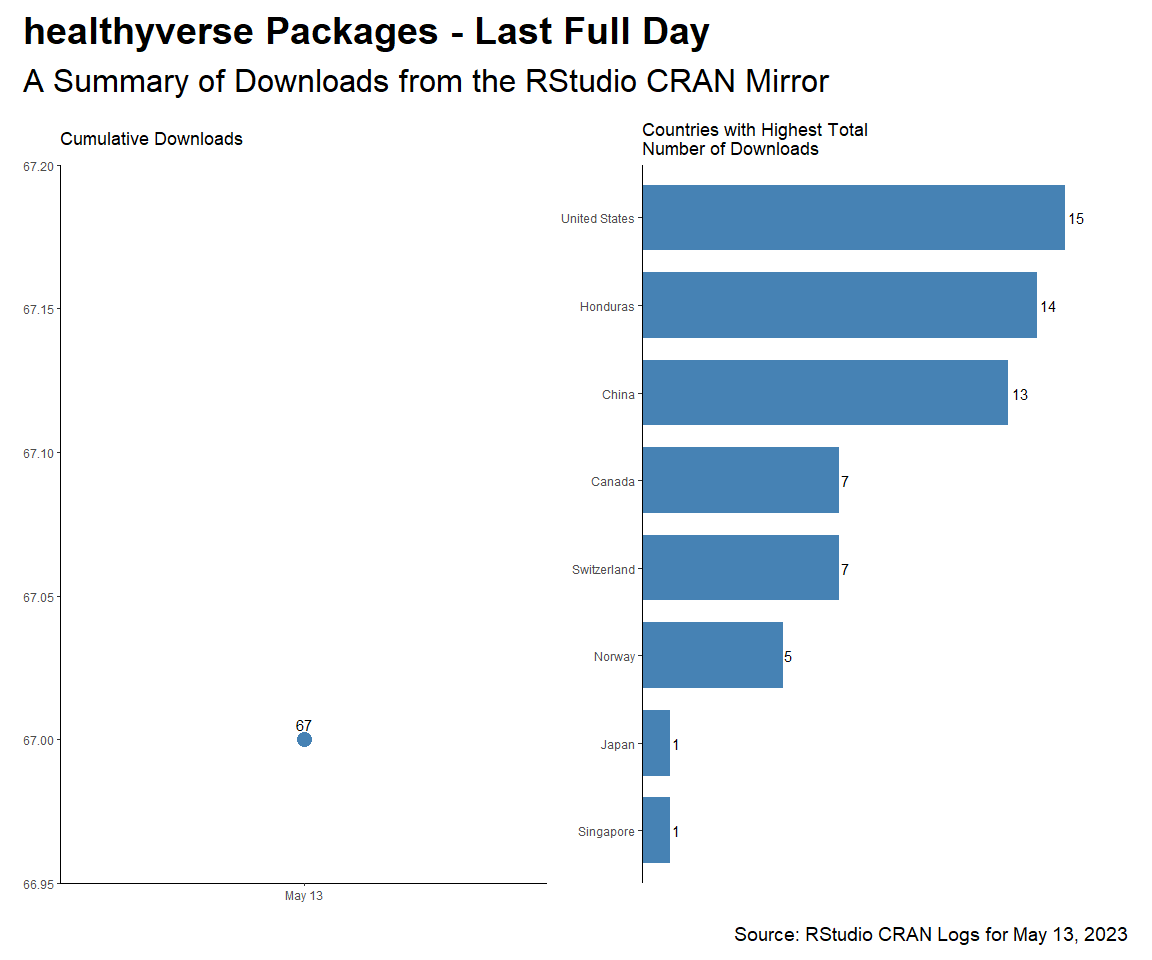 healthyverse Packages - Last Full Day
A Summary of Downloads from the RStudio CRAN Mirror
Cumulative Downloads
67.20
67.15
67.10
67.05
67.00
66.95
67
May 13
Countries with Highest Total
Number of Downloads
United States 15
Honduras 14
China 13
Canada 7
Switzerland 7
Norway 5
Japan 1
Singapore 1
Source: RStudio CRAN Logs for May 13, 2023